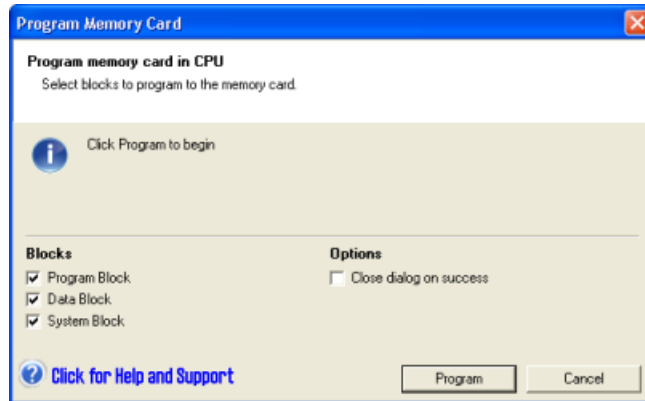 Program Memory Card
Program memory card in CPU
Select blocks to program to the memory card.
Click Program to begin
Blocks
Program Block
Data Block
System Block
Options
Close dialog on success
Click for Help and Support
Program
Cancel